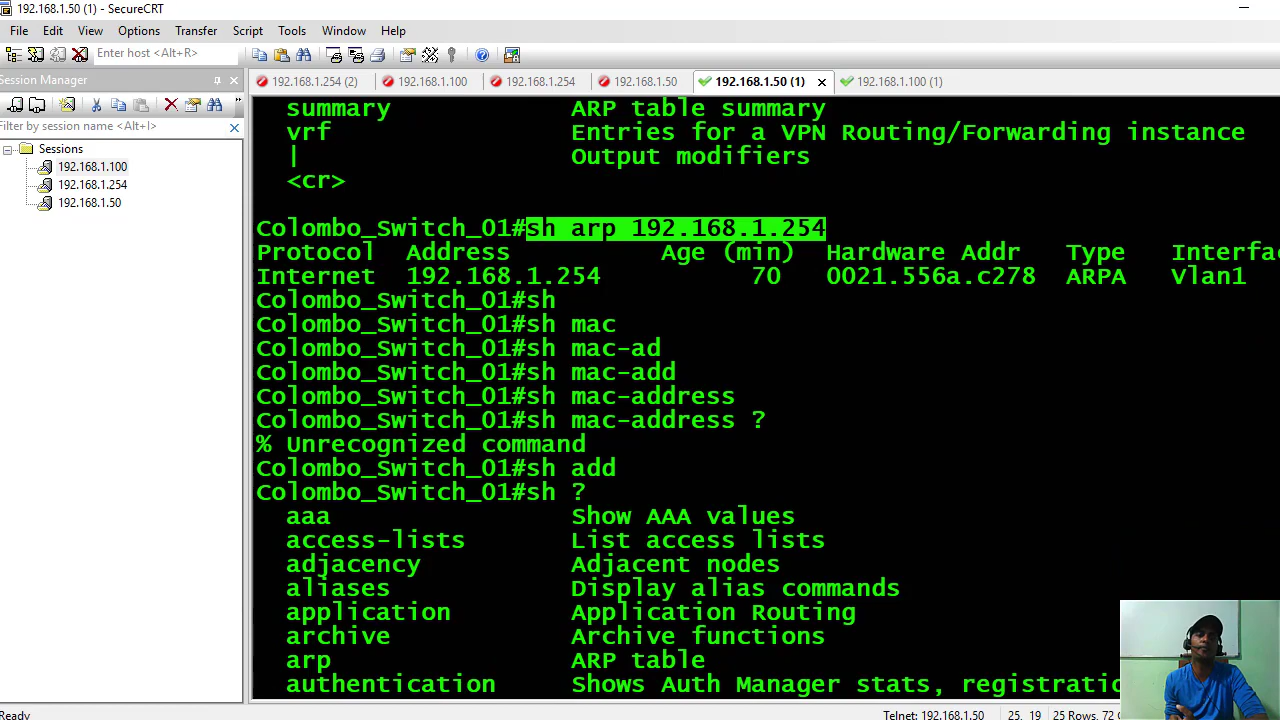 192.168.1.50 (1) - SecureCRT
File Edit View Options Transfer Script Tools Window Help
Enter host <Alt+R>
Session Manager
192.168.1.254 (2) 192.168.1.100 192.168.1.254 192.168.1.50 192.168.1.50 (1) 192.168.1.100 (1)
Filter by session name <Alt+I>
Sessions
192.168.1.100
192.168.1.254
192.168.1.50
summary ARP table summary
vrf Entries for a VPN Routing/Forwarding instance
| Output modifiers
<cr>
Colombo_Switch_01#sh arp 192.168.1.254
Protocol Address Age (min) Hardware Addr Type Interfac
Internet 192.168.1.254 70 0021.556a.c278 ARPA Vlan1
Colombo_Switch_01#sh
Colombo_Switch_01#sh mac
Colombo_Switch_01#sh mac-ad
Colombo_Switch_01#sh mac-add
Colombo_Switch_01#sh mac-address
Colombo_Switch_01#sh mac-address ?
% Unrecognized command
Colombo_Switch_01#sh add
Colombo_Switch_01#sh ?
aaa Show AAA values
access-lists List access lists
adjacency Adjacent nodes
aliases Display alias commands
application Application Routing
archive Archive functions
arp ARP table
authentication Shows Auth Manager stats, registratio
Ready
Telnet: 192.168.1.50 25, 19 25 Rows, 72 C